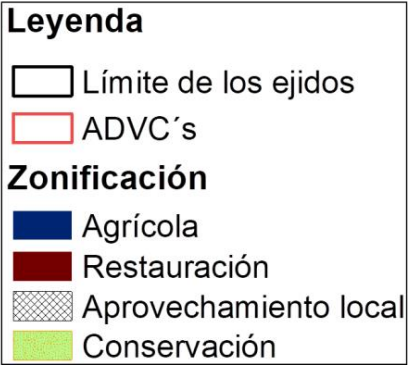 Leyenda
Límite de los ejidos
ADVC´s
Zonificación
Agrícola
Restauración
Aprovechamiento local
Conservación